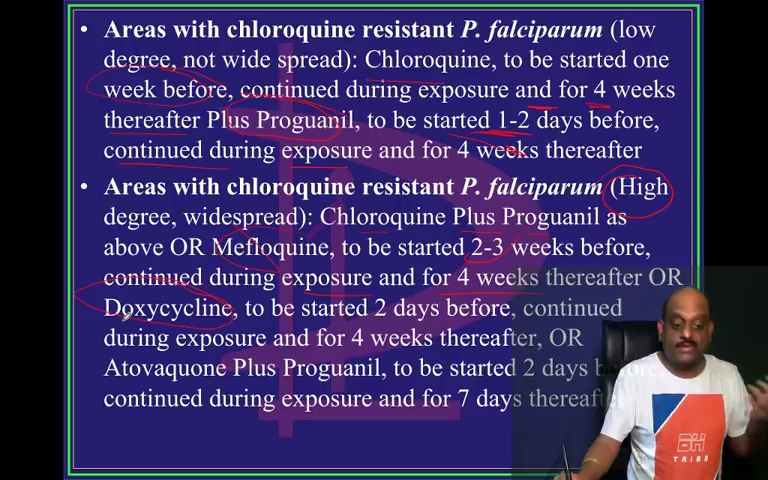 • Areas with chloroquine resistant P. falciparum (low
degree, not wide spread): Chloroquine, to be started one
week before, continued during exposure and for 4 weeks
thereafter Plus Proguanil, to be started 1-2 days before,
continued during exposure and for 4 weeks thereafter
• Areas with chloroquine resistant P. falciparum (High
degree, widespread): Chloroquine Plus Proguanil as
above OR Mefloquine, to be started 2-3 weeks before,
continued during exposure and for 4 weeks thereafter OR
Doxycycline, to be started 2 days before, continued
during exposure and for 4 weeks thereafter, OR
Atovaquone Plus Proguanil, to be started 2 days before,
continued during exposure and for 7 days thereafter
BH
TRIBE